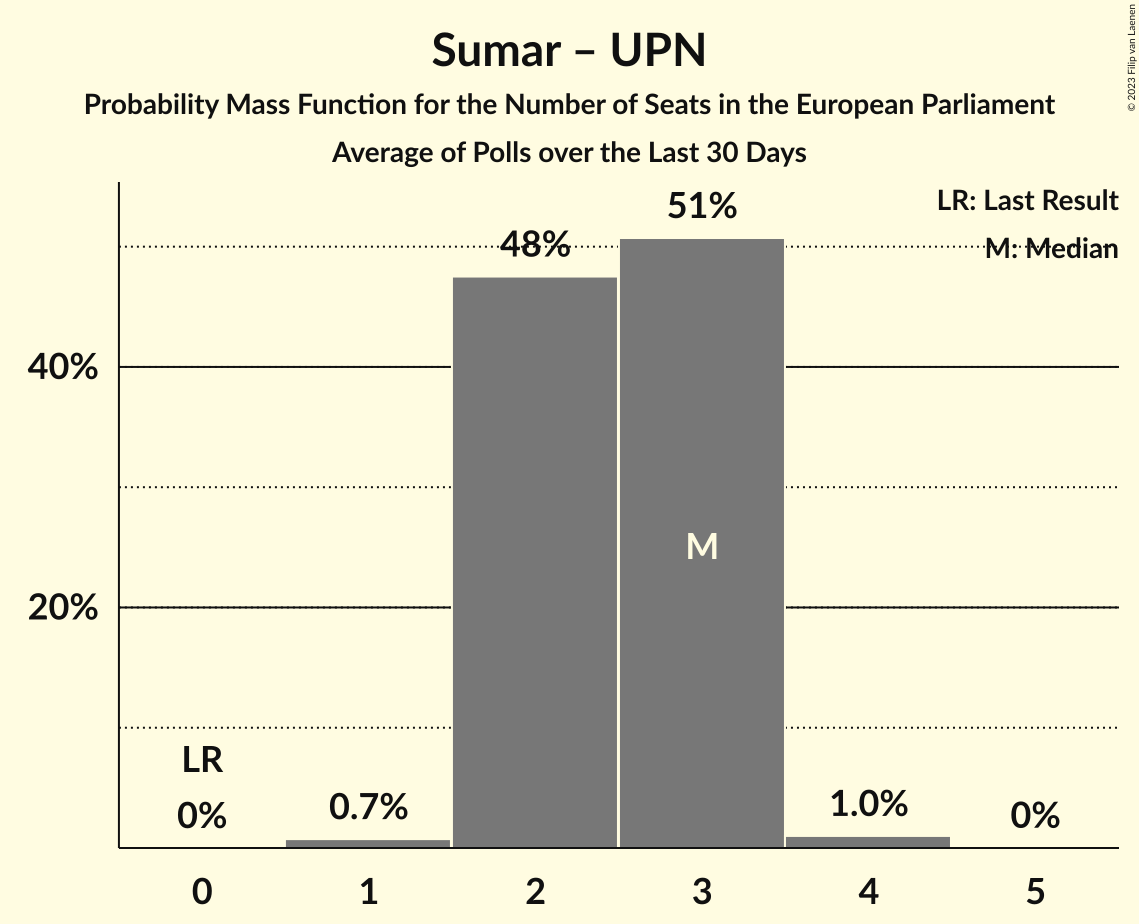 © 2023 Filip van Laenen
Sumar – UPN
Probability Mass Function for the Number of Seats in the European Parliament
Average of Polls over the Last 30 Days
LR: Last Result
M: Median
51%
48%
40%
M
20%
LR
0%
0.7%
1.0%
0%
0 1 2 3 4 5